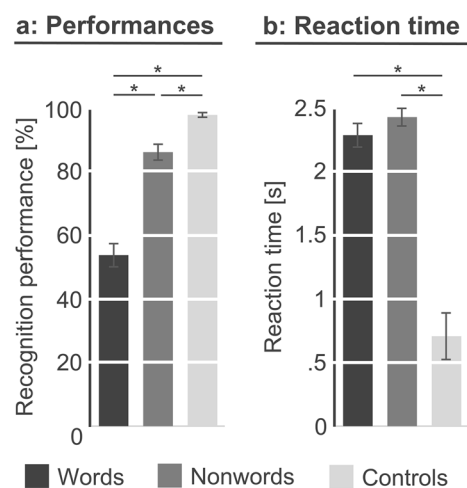 a: Performances
b: Reaction time
*
* *
Recognition performance [%]
100
80
60
40
20
0
*
*
Reaction time [s]
2.5
2
1.5
1
.5
0
Words
Nonwords
Controls